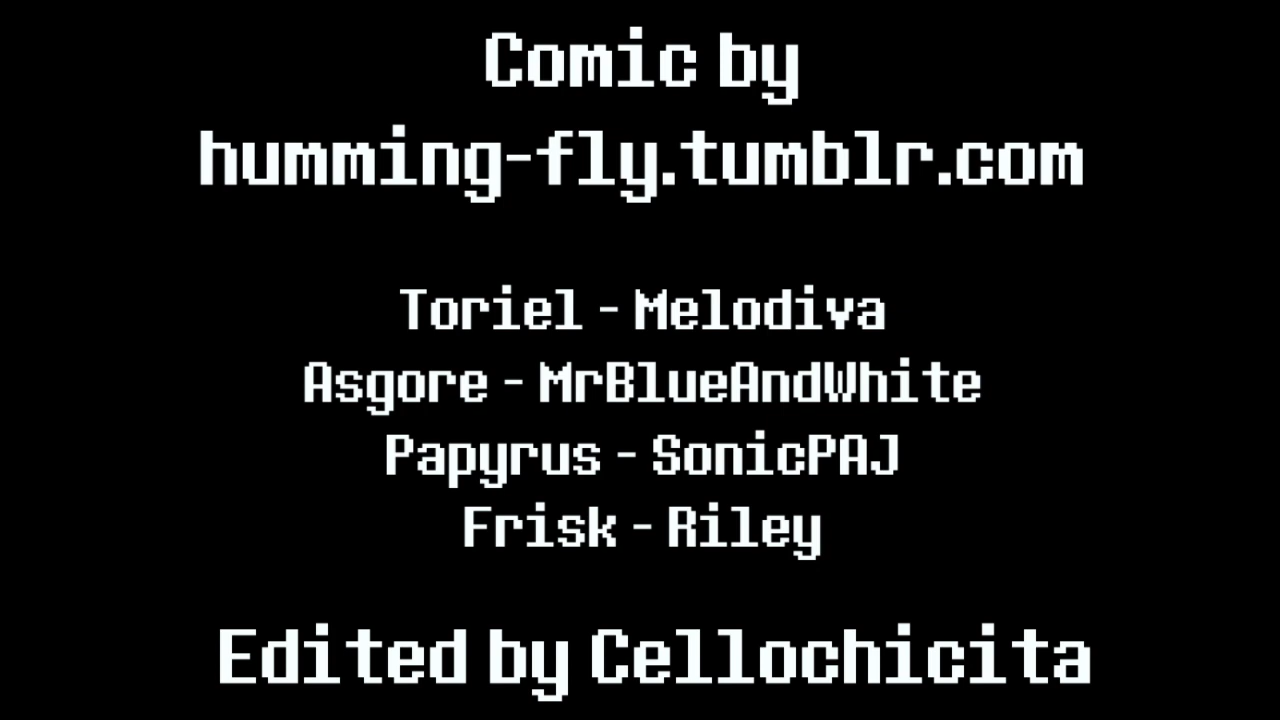 Comic by
humming-fly.tumblr.com
Toriel - Melodiva
Asgore - MrBlueAndWhite
Papyrus - SonicPAJ
Frisk - Riley
Edited by Cellochicita